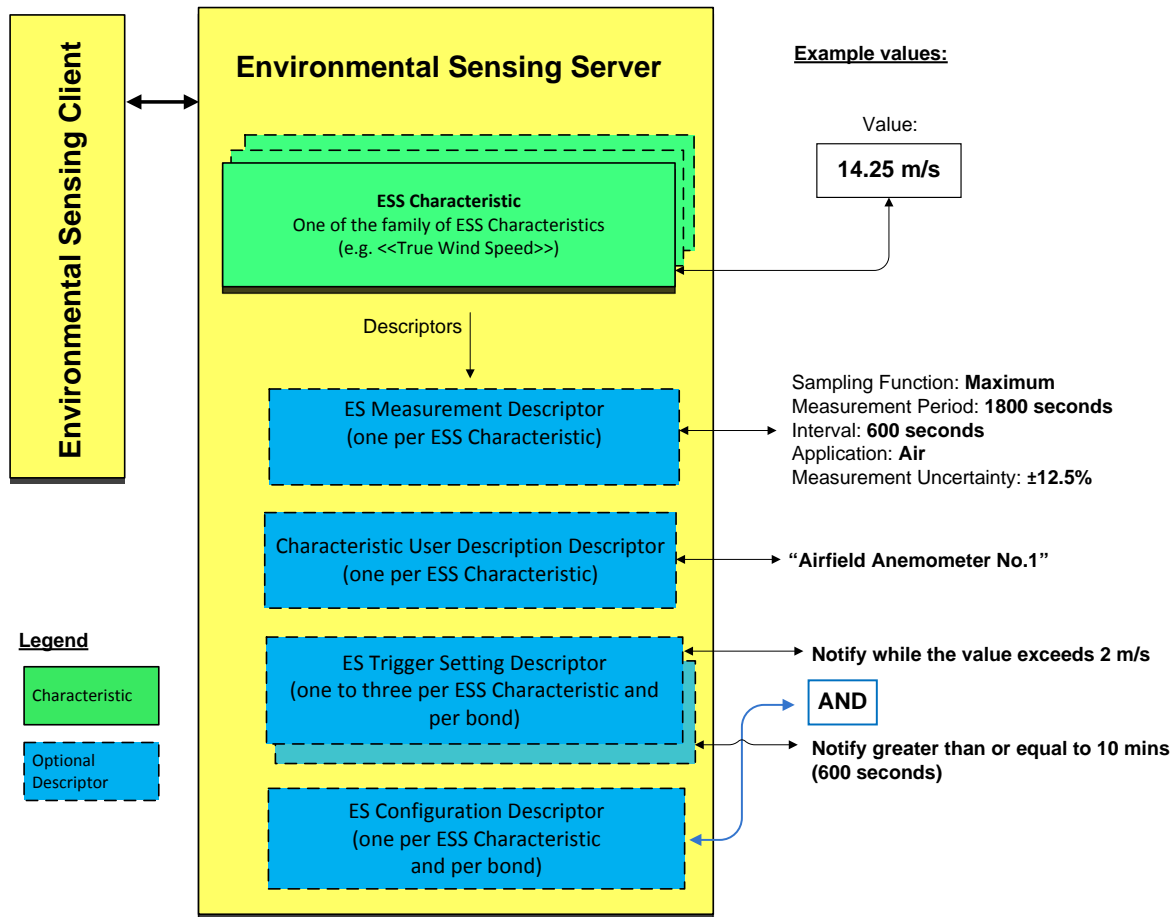 Environmental Sensing Client
Environmental Sensing Server
ESS Characteristic
One of the family of ESS Characteristics
(e.g. <<True Wind Speed>>)
Descriptors
ES Measurement Descriptor
(one per ESS Characteristic)
Characteristic User Description Descriptor
(one per ESS Characteristic)
ES Trigger Setting Descriptor
(one to three per ESS Characteristic and
per bond)
ES Configuration Descriptor
(one per ESS Characteristic
and per bond)
Example values:
Value:
14.25 m/s
Sampling Function: Maximum
Measurement Period: 1800 seconds
Interval: 600 seconds
Application: Air
Measurement Uncertainty: ±12.5%
“Airfield Anemometer No.1”
Notify while the value exceeds 2 m/s
AND
Notify greater than or equal to 10 mins
(600 seconds)
Legend
Characteristic
Optional
Descriptor